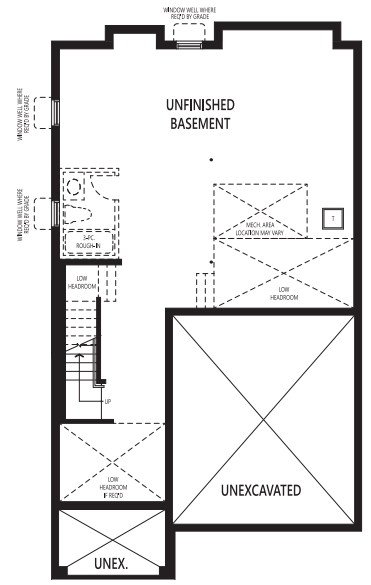 WINDOW WELL WHERE
REQ'D BY GRADE
WINDOW WELL WHERE
REQ'D BY GRADE
UNFINISHED
BASEMENT
WINDOW WELL WHERE
REQ'D BY GRADE
3-PC.
ROUGH-IN
T
MECH. AREA
LOCATION MAY VARY
LOW
HEADROOM
LOW
HEADROOM
UP
LOW
HEADROOM
IF REQ'D
UNEXCAVATED
UNEX.